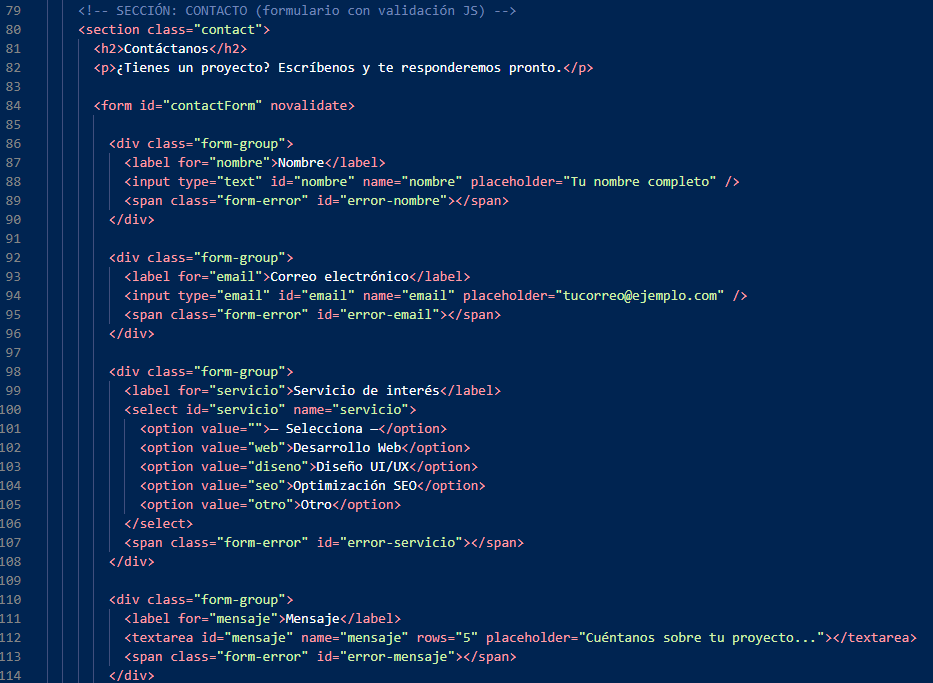 79 <!-- SECCIÓN: CONTACTO (formulario con validación JS) -->
80 <section class="contact">
81 <h2>Contáctanos</h2>
82 <p>¿Tienes un proyecto? Escríbenos y te responderemos pronto.</p>
83
84 <form id="contactForm" novalidate>
85
86 <div class="form-group">
87 <label for="nombre">Nombre</label>
88 <input type="text" id="nombre" name="nombre" placeholder="Tu nombre completo" />
89 <span class="form-error" id="error-nombre"></span>
90 </div>
91
92 <div class="form-group">
93 <label for="email">Correo electrónico</label>
94 <input type="email" id="email" name="email" placeholder="tucorreo@ejemplo.com" />
95 <span class="form-error" id="error-email"></span>
96 </div>
97
98 <div class="form-group">
99 <label for="servicio">Servicio de interés</label>
100 <select id="servicio" name="servicio">
101 <option value="">— Selecciona —</option>
102 <option value="web">Desarrollo Web</option>
103 <option value="diseno">Diseño UI/UX</option>
104 <option value="seo">Optimización SEO</option>
105 <option value="otro">Otro</option>
106 </select>
107 <span class="form-error" id="error-servicio"></span>
108 </div>
109
110 <div class="form-group">
111 <label for="mensaje">Mensaje</label>
112 <textarea id="mensaje" name="mensaje" rows="5" placeholder="Cuéntanos sobre tu proyecto..."></textarea>
113 <span class="form-error" id="error-mensaje"></span>
114 </div>